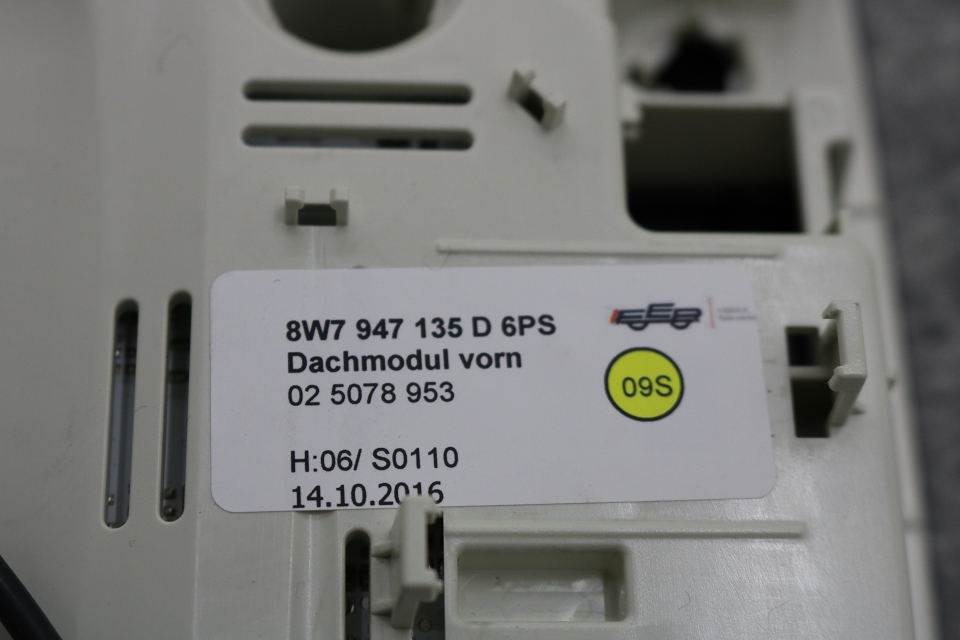 8W7 947 135 D 6PS
Dachmodul vorn
02 5078 953
09S
H:06/ S0110
14.10.2016